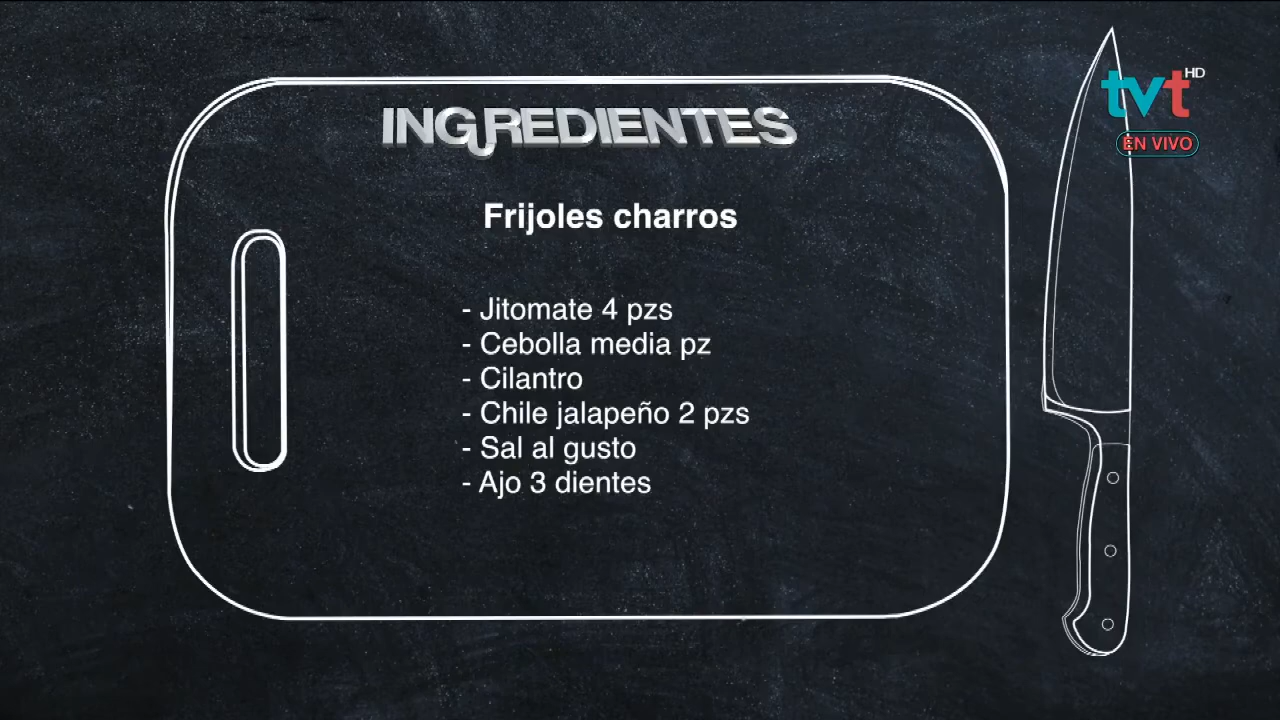 tvt HD
EN VIVO
INGREDIENTES
Frijoles charros
- Jitomate 4 pzs
- Cebolla media pz
- Cilantro
- Chile jalapeño 2 pzs
- Sal al gusto
- Ajo 3 dientes